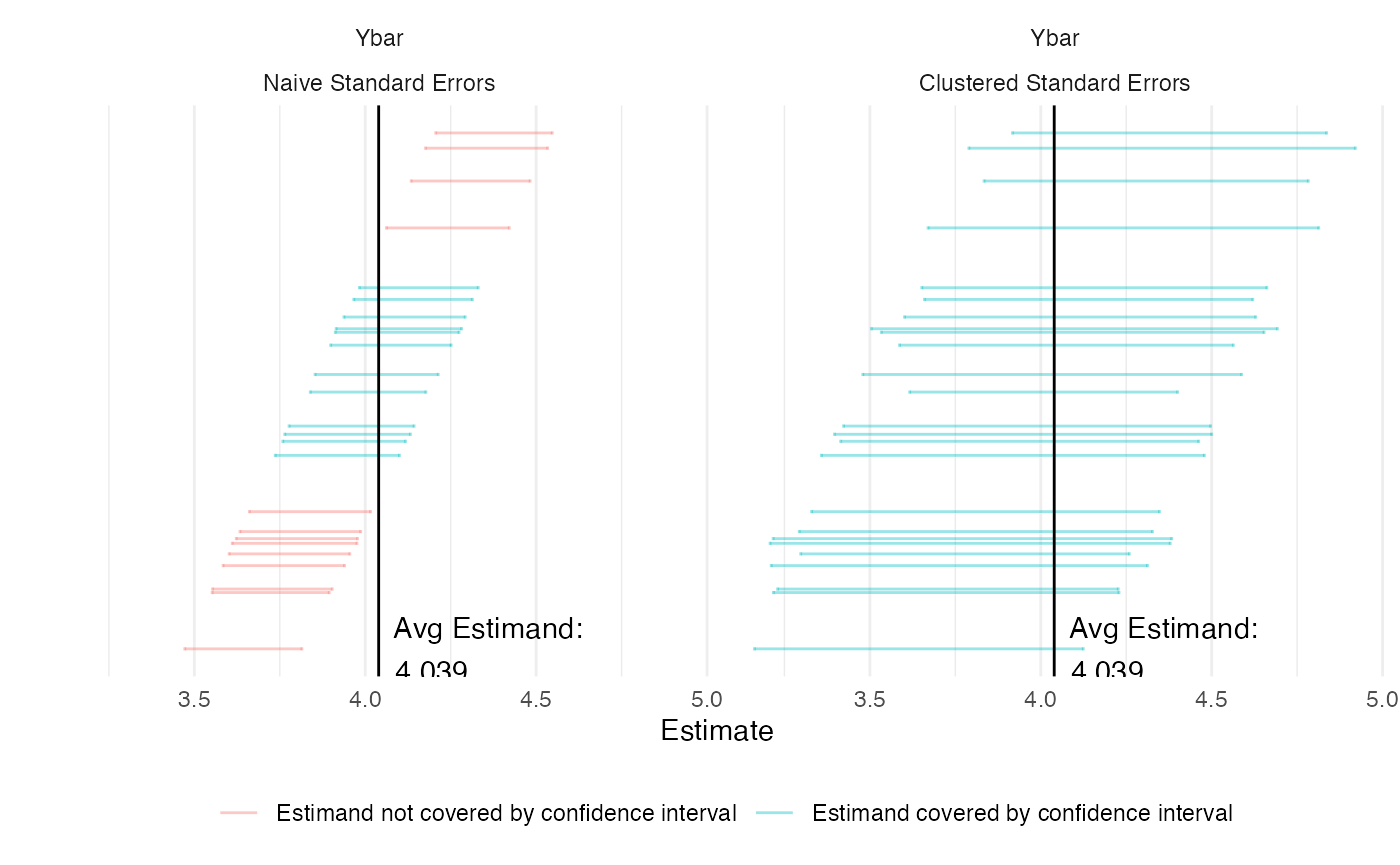 Ybar
Ybar
Naive Standard Errors
Clustered Standard Errors
Avg Estimand:
4.039
Avg Estimand:
4.039
3.5 4.0 4.5 5.0
3.5 4.0 4.5 5.0
Estimate
Estimand not covered by confidence interval
Estimand covered by confidence interval